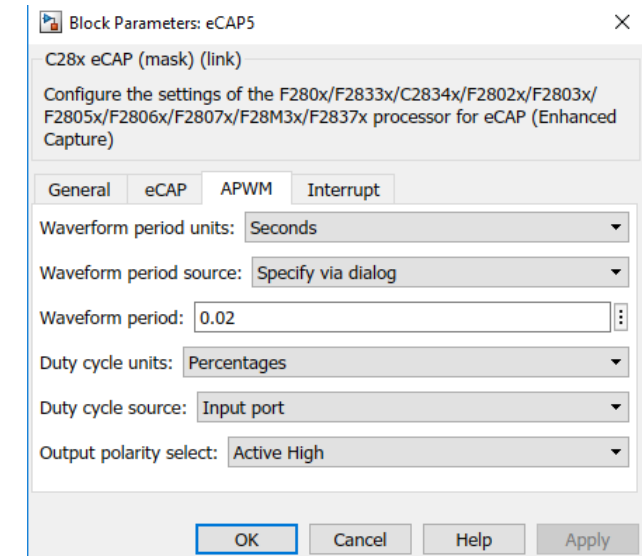 Block Parameters: eCAP5
C28x eCAP (mask) (link)
Configure the settings of the F280x/F2833x/C2834x/F2802x/F2803x/
F2805x/F2806x/F2807x/F28M3x/F2837x processor for eCAP (Enhanced
Capture)
General eCAP APWM Interrupt
Waverform period units: Seconds
Waveform period source: Specify via dialog
Waveform period: 0.02
Duty cycle units: Percentages
Duty cycle source: Input port
Output polarity select: Active High
OK Cancel Help Apply